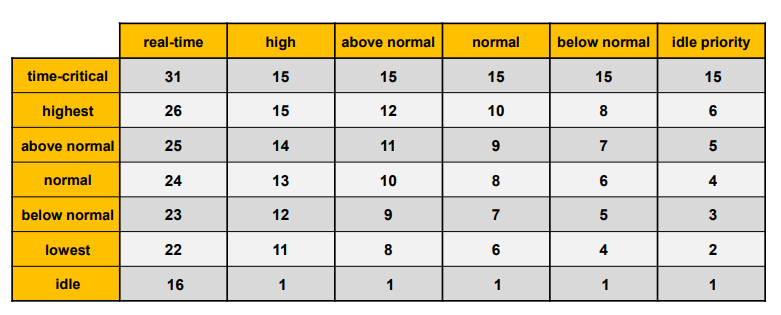 real-time high above normal normal below normal idle priority
time-critical 31 15 15 15 15 15
highest 26 15 12 10 8 6
above normal 25 14 11 9 7 5
normal 24 13 10 8 6 4
below normal 23 12 9 7 5 3
lowest 22 11 8 6 4 2
idle 16 1 1 1 1 1